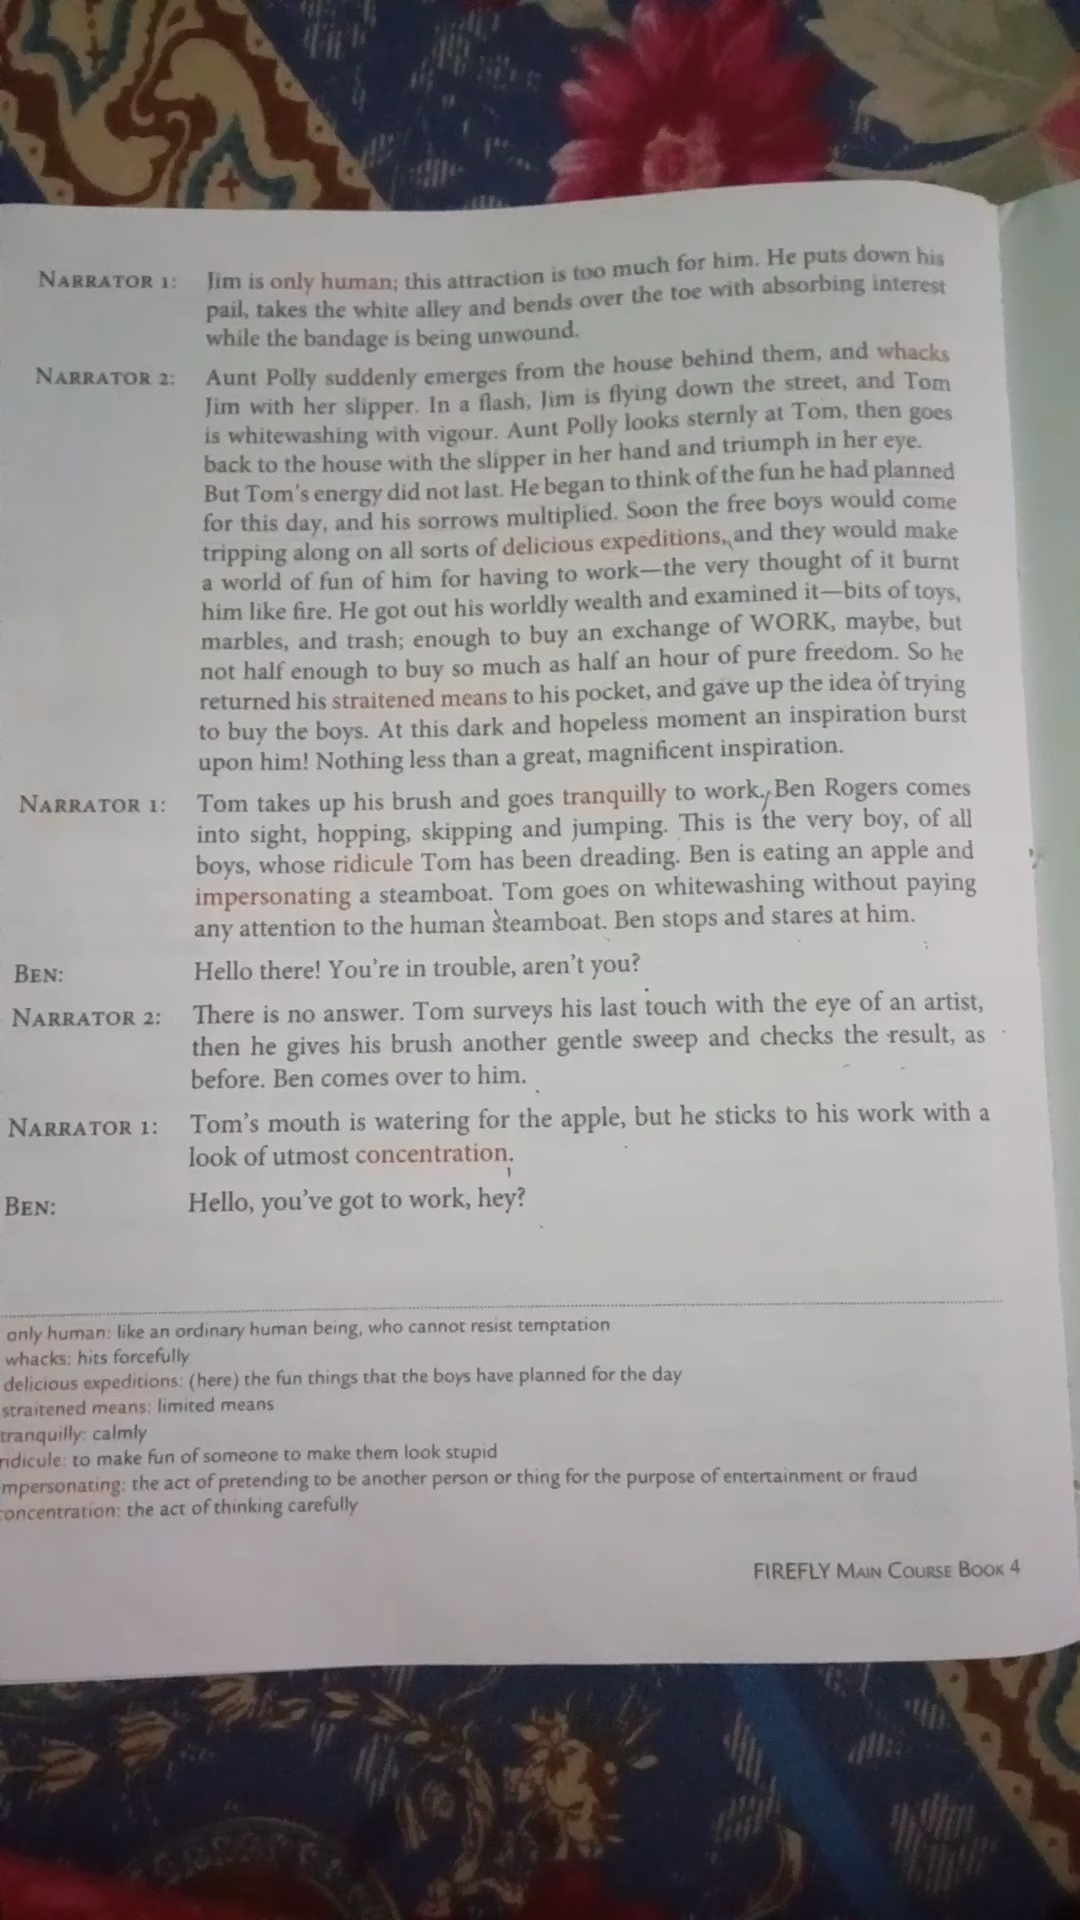 NARRATOR 1: Jim is only human; this attraction is too much for him. He puts down his
pail, takes the white alley and bends over the toe with absorbing interest
while the bandage is being unwound.
NARRATOR 2: Aunt Polly suddenly emerges from the house behind them, and whacks
Jim with her slipper. In a flash, Jim is flying down the street, and Tom
is whitewashing with vigour. Aunt Polly looks sternly at Tom, then goes
back to the house with the slipper in her hand and triumph in her eye.
But Tom's energy did not last. He began to think of the fun he had planned
for this day, and his sorrows multiplied. Soon the free boys would come
tripping along on all sorts of delicious expeditions, and they would make
a world of fun of him for having to work—the very thought of it burnt
him like fire. He got out his worldly wealth and examined it—bits of toys,
marbles, and trash; enough to buy an exchange of WORK, maybe, but
not half enough to buy so much as half an hour of pure freedom. So he
returned his straitened means to his pocket, and gave up the idea of trying
to buy the boys. At this dark and hopeless moment an inspiration burst
upon him! Nothing less than a great, magnificent inspiration.
NARRATOR 1: Tom takes up his brush and goes tranquilly to work. Ben Rogers comes
into sight, hopping, skipping and jumping. This is the very boy, of all
boys, whose ridicule Tom has been dreading. Ben is eating an apple and
impersonating a steamboat. Tom goes on whitewashing without paying
any attention to the human steamboat. Ben stops and stares at him.
BEN: Hello there! You're in trouble, aren't you?
NARRATOR 2: There is no answer. Tom surveys his last touch with the eye of an artist,
then he gives his brush another gentle sweep and checks the result, as
before. Ben comes over to him.
NARRATOR 1: Tom's mouth is watering for the apple, but he sticks to his work with a
look of utmost concentration.
BEN: Hello, you've got to work, hey?
only human: like an ordinary human being, who cannot resist temptation
whacks: hits forcefully
delicious expeditions: (here) the fun things that the boys have planned for the day
straitened means: limited means
tranquilly: calmly
ridicule: to make fun of someone to make them look stupid
mpersonating: the act of pretending to be another person or thing for the purpose of entertainment or fraud
oncentration: the act of thinking carefully
FIREFLY MAIN COURSE BOOK 4